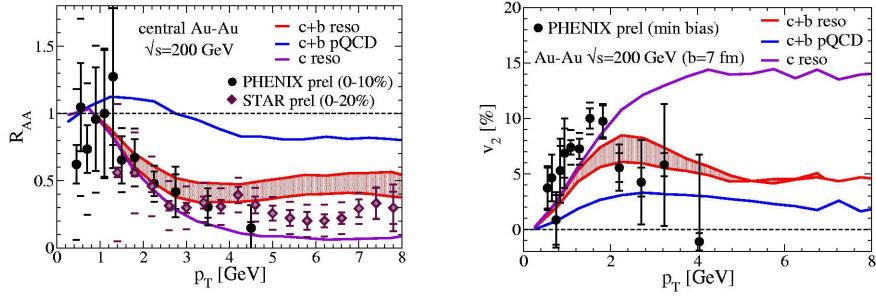 central Au-Au
√s=200 GeV
c+b reso
c+b pQCD
c reso
PHENIX prel (0-10%)
STAR prel (0-20%)
R_AA
1.5
1
0.5
0
0 1 2 3 4 5 6 7 8
p_T [GeV]
PHENIX prel (min bias)
Au-Au √s=200 GeV (b=7 fm)
c+b reso
c+b pQCD
c reso
v_2 [%]
20
15
10
5
0
0 2 4 6 8
p_T [GeV]